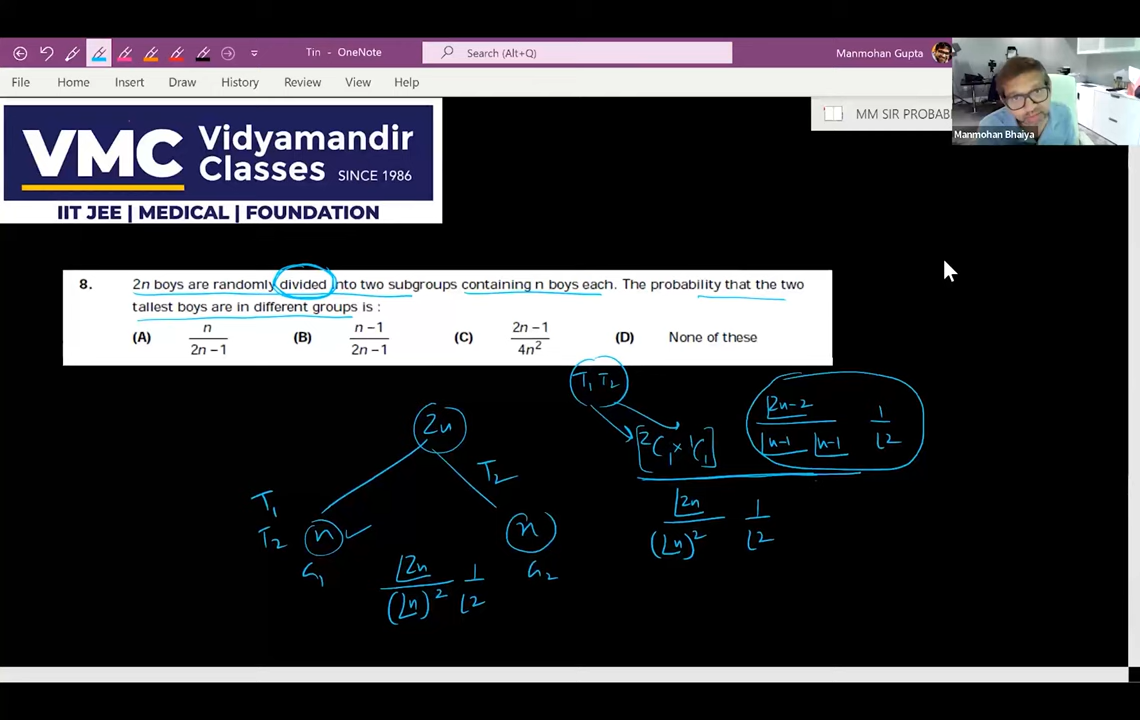 Tin - OneNote
Search (Alt+Q)
Manmohan Gupta
File Home Insert Draw History Review View Help
MM SIR PROBAB
Manmohan Bhaiya
VMC Vidyamandir Classes SINCE 1986
IIT JEE | MEDICAL | FOUNDATION
8. 2n boys are randomly divided into two subgroups containing n boys each. The probability that the two
tallest boys are in different groups is :
(A) n/2n−1 (B) n−1/2n−1 (C) 2n−1/4n² (D) None of these
T₁ T₂
2n
[²C₁ × ¹C₁] |2n−2 / |n−1 |n−1 1/|2
|2n / (|n)² 1/|2
T₂
T₁
T₂ n n
G₁ G₂
|2n / (|n)² 1/|2